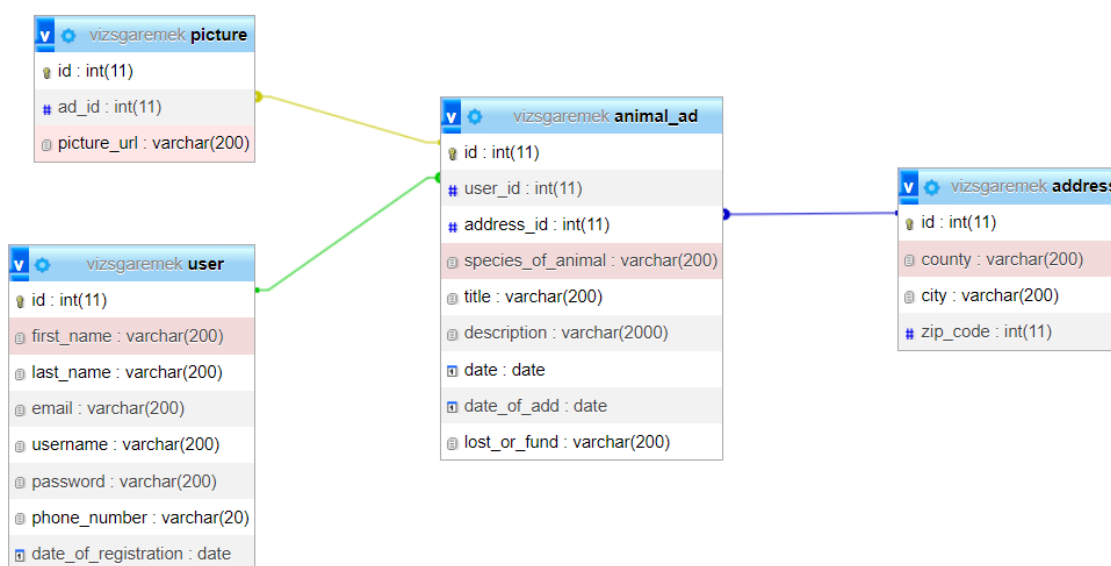 vizsgaremek picture
id : int(11)
ad_id : int(11)
picture_url : varchar(200)
vizsgaremek user
id : int(11)
first_name : varchar(200)
last_name : varchar(200)
email : varchar(200)
username : varchar(200)
password : varchar(200)
phone_number : varchar(20)
date_of_registration : date
vizsgaremek animal_ad
id : int(11)
user_id : int(11)
address_id : int(11)
species_of_animal : varchar(200)
title : varchar(200)
description : varchar(2000)
date : date
date_of_add : date
lost_or_fund : varchar(200)
vizsgaremek address
id : int(11)
county : varchar(200)
city : varchar(200)
zip_code : int(11)